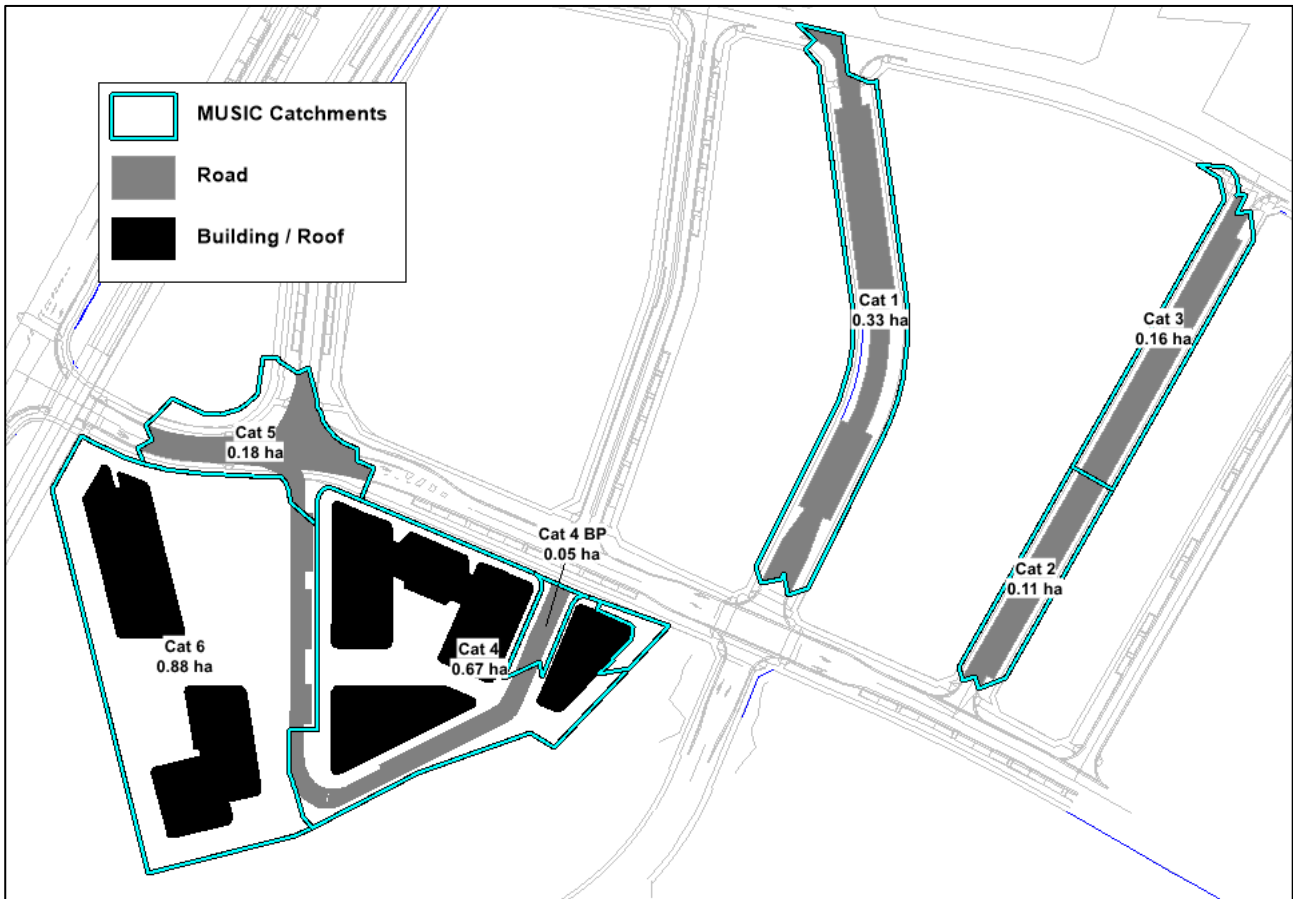 MUSIC Catchments
Road
Building / Roof
Cat 1
0.33 ha
Cat 3
0.16 ha
Cat 5
0.18 ha
Cat 4 BP
0.05 ha
Cat 2
0.11 ha
Cat 6
0.88 ha
Cat 4
0.67 ha